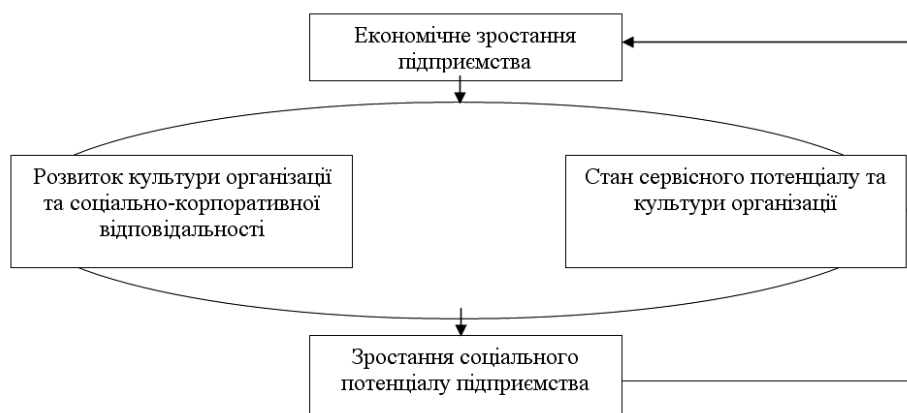 Економічне зростання
підприємства
Розвиток культури організації
та соціально-корпоративної
відповідальності
Стан сервісного потенціалу та
культури організації
Зростання соціального
потенціалу підприємства